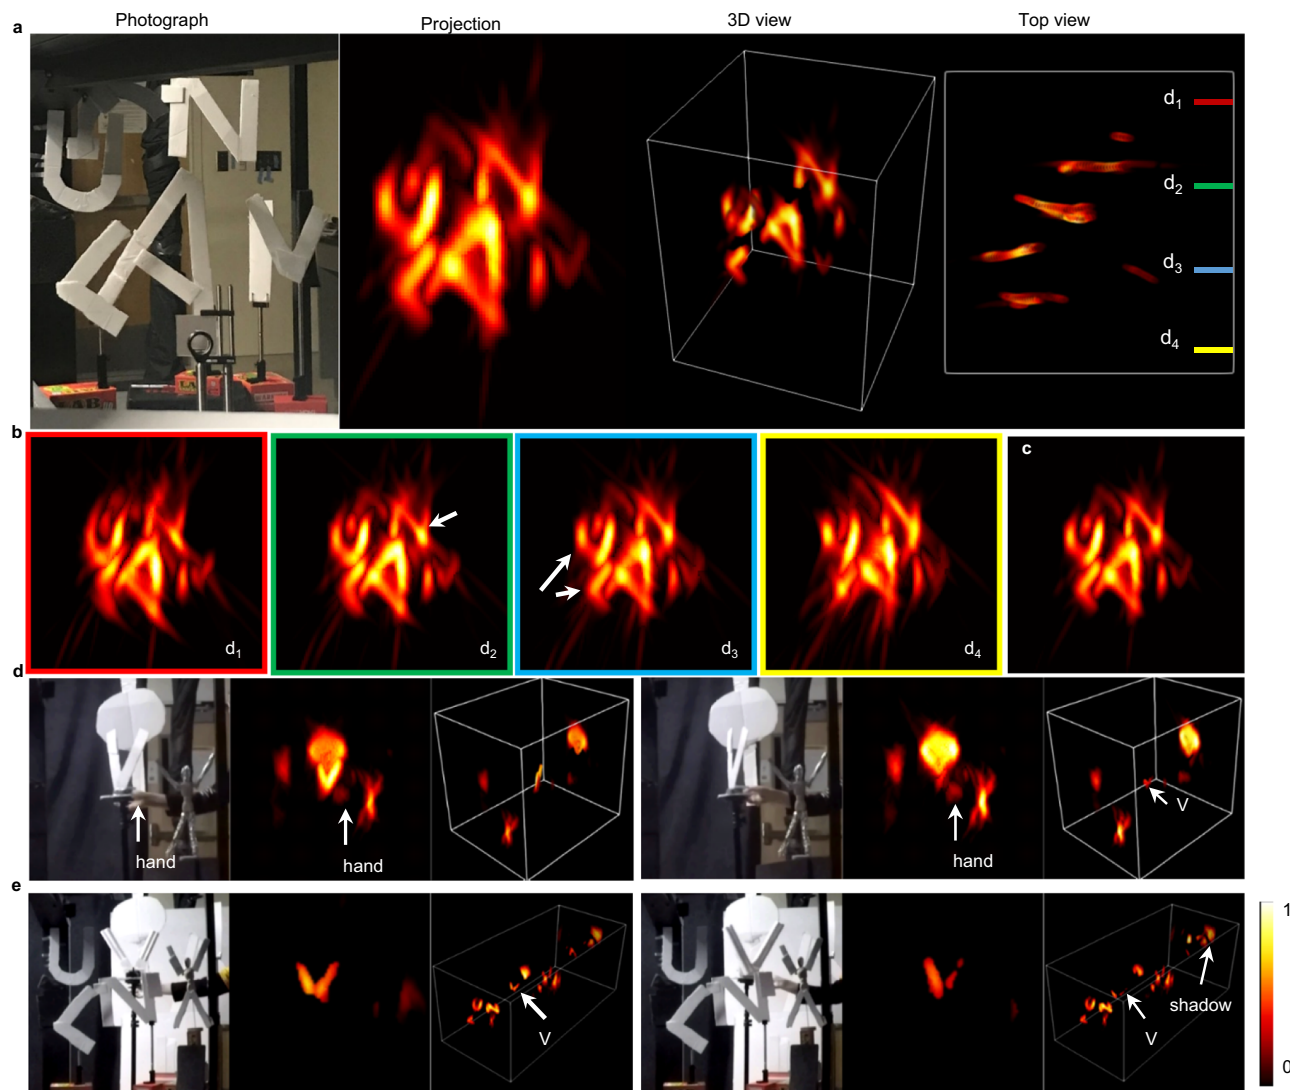 Photograph Projection 3D view Top view
a
d1
d2
d3
d4
b
c
d1 d2 d3 d4
d
hand hand hand V
e
V V shadow
1
0